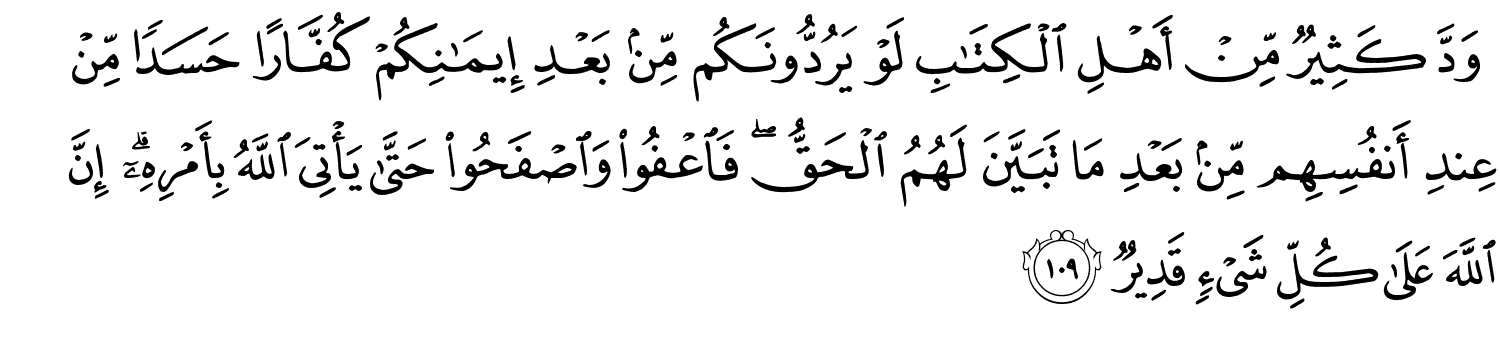 وَدَّ كَثِيرٌ مِّنْ أَهْلِ ٱلْكِتَـٰبِ لَوْ يَرُدُّونَكُم مِّنۢ بَعْدِ إِيمَـٰنِكُمْ كُفَّارًا حَسَدًا مِّنْ
عِندِ أَنفُسِهِم مِّنۢ بَعْدِ مَا تَبَيَّنَ لَهُمُ ٱلْحَقُّ ۖ فَٱعْفُوا۟ وَٱصْفَحُوا۟ حَتَّىٰ يَأْتِىَ ٱللَّهُ بِأَمْرِهِۦٓ ۗ إِنَّ
ٱللَّهَ عَلَىٰ كُلِّ شَىْءٍ قَدِيرٌ ١٠٩